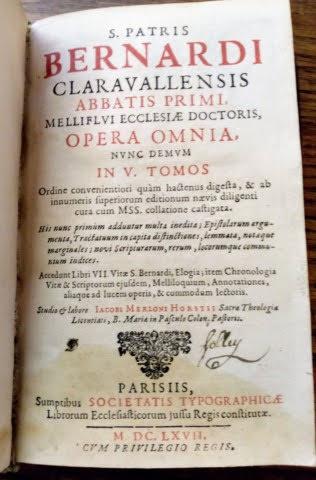 S. PATRIS
BERNARDI
CLARAVALLENSIS
ABBATIS PRIMI,
MELLIFLVI ECCLESIÆ DOCTORIS,
OPERA OMNIA,
NVNC DEMVM
IN V. TOMOS
Ordine convenientiori quàm hactenus digesta, & ab
innumeris superiorum editionum nævis diligenti
cura cum MSS. collatione castigata.
His nunc primùm adduntur multa inedita; Epistolarum argu-
menta, Tractatuum in capita distinctiones, lemmata, notæque
marginales; novi Scripturarum, rerum, locorumque commu-
nium indices.
Accedunt Libri VII. Vitæ S. Bernardi, Elogia; item Chronologia
Vitæ & Scriptorum ejusdem, Melliloquium, Annotationes,
aliaque ad lucem operis, & commodum lectoris.
Studio & labore IACOBI MERLONI HORSTII Sacræ Theologiæ
Licentiati, B. Mariæ in Pasculo Colon. Pastoris.
PARISIIS,
Sumptibus SOCIETATIS TYPOGRAPHICÆ
Librorum Ecclesiasticorum jussu Regis constitutæ.
M. DC. LXVII.
CVM PRIVILEGIO REGIS.